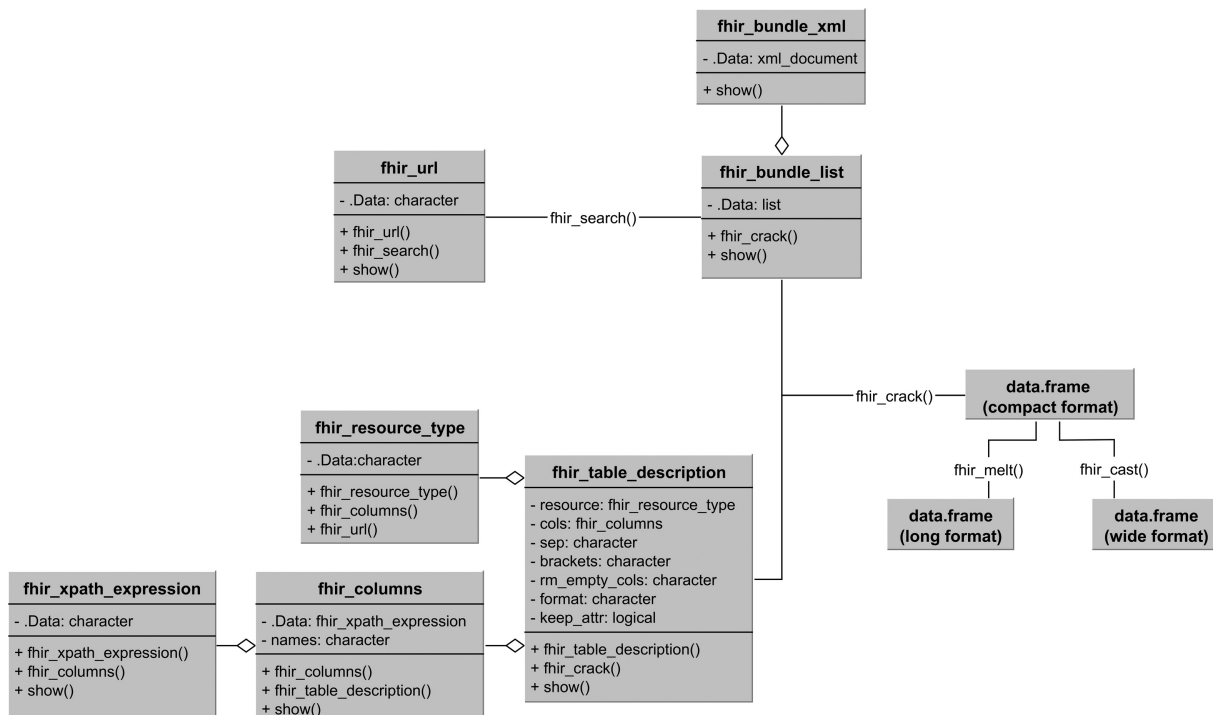 fhir_bundle_xml
- .Data: xml_document
+ show()
fhir_url
- .Data: character
+ fhir_url()
+ fhir_search()
+ show()
fhir_search()
fhir_bundle_list
- .Data: list
+ fhir_crack()
+ show()
fhir_crack()
data.frame
(compact format)
fhir_melt()
fhir_cast()
data.frame
(long format)
data.frame
(wide format)
fhir_resource_type
- .Data:character
+ fhir_resource_type()
+ fhir_columns()
+ fhir_url()
fhir_table_description
- resource: fhir_resource_type
- cols: fhir_columns
- sep: character
- brackets: character
- rm_empty_cols: character
- format: character
- keep_attr: logical
+ fhir_table_description()
+ fhir_crack()
+ show()
fhir_xpath_expression
- .Data: character
+ fhir_xpath_expression()
+ fhir_columns()
+ show()
fhir_columns
- .Data: fhir_xpath_expression
- names: character
+ fhir_columns()
+ fhir_table_description()
+ show()